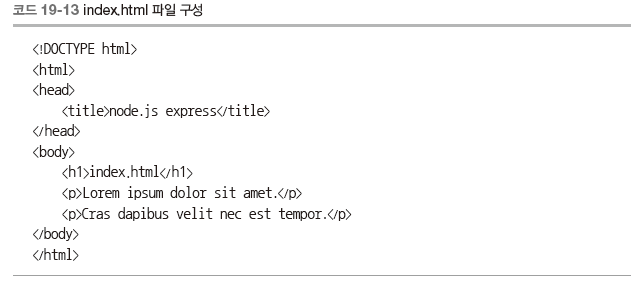 코드 19-13 index.html 파일 구성
<!DOCTYPE html>
<html>
<head>
    <title>node.js express</title>
</head>
<body>
    <h1>index.html</h1>
    <p>Lorem ipsum dolor sit amet.</p>
    <p>Cras dapibus velit nec est tempor.</p>
</body>
</html>